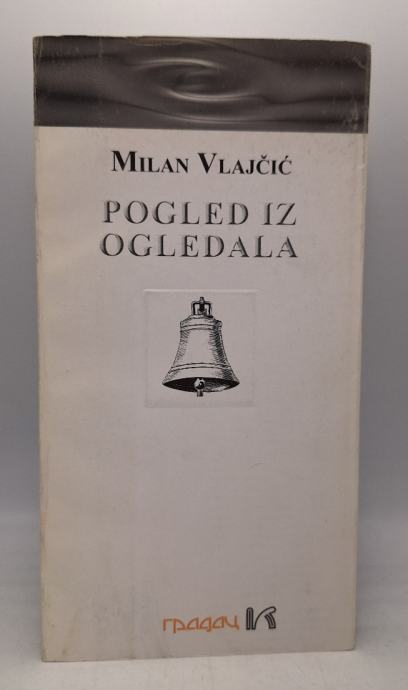 MILAN VLAJČIĆ
POGLED IZ
OGLEDALA
градац K